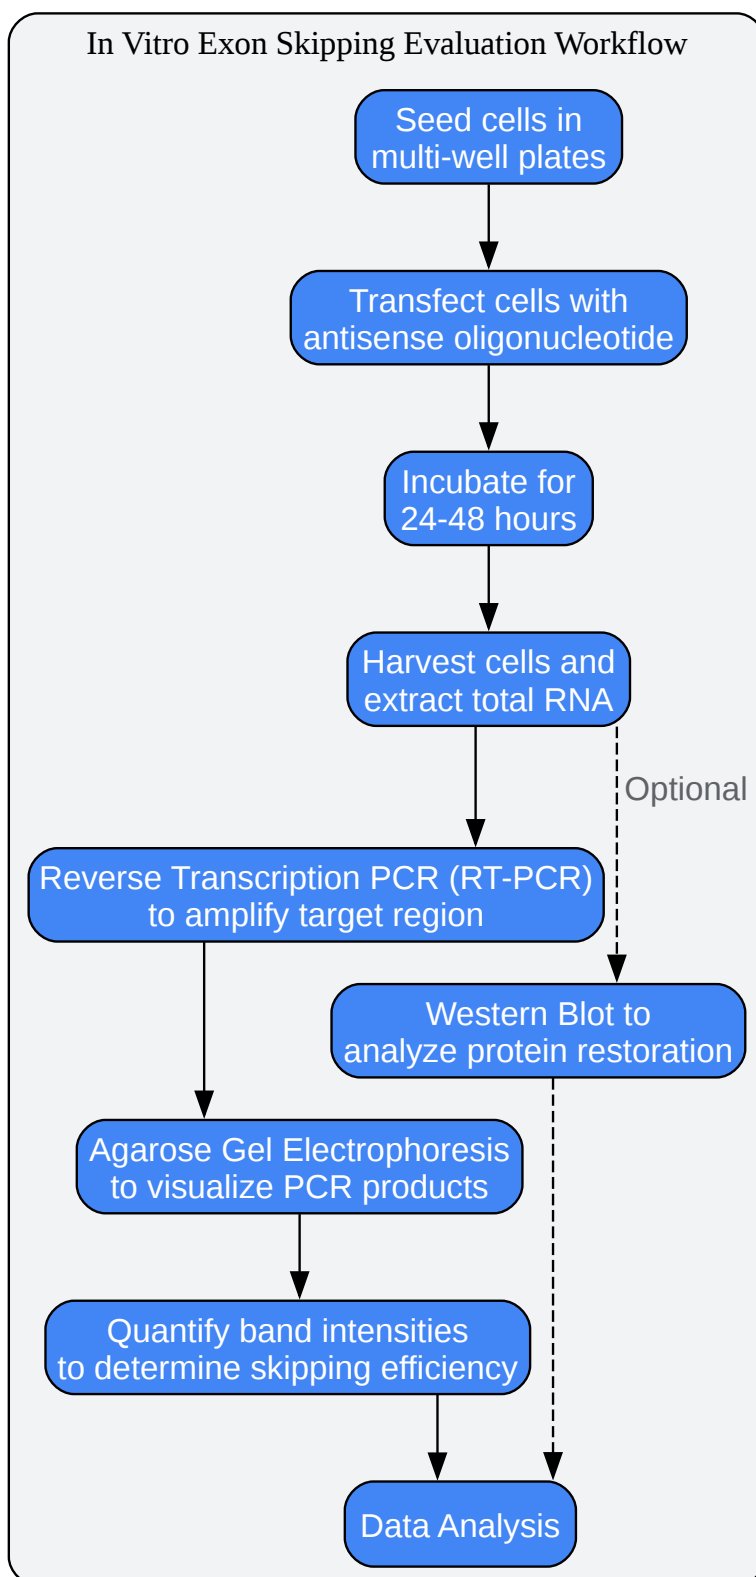 In Vitro Exon Skipping Evaluation Workflow
Seed cells in
multi-well plates
Transfect cells with
antisense oligonucleotide
Incubate for
24-48 hours
Harvest cells and
extract total RNA
Optional
Reverse Transcription PCR (RT-PCR)
to amplify target region
Western Blot to
analyze protein restoration
Agarose Gel Electrophoresis
to visualize PCR products
Quantify band intensities
to determine skipping efficiency
Data Analysis